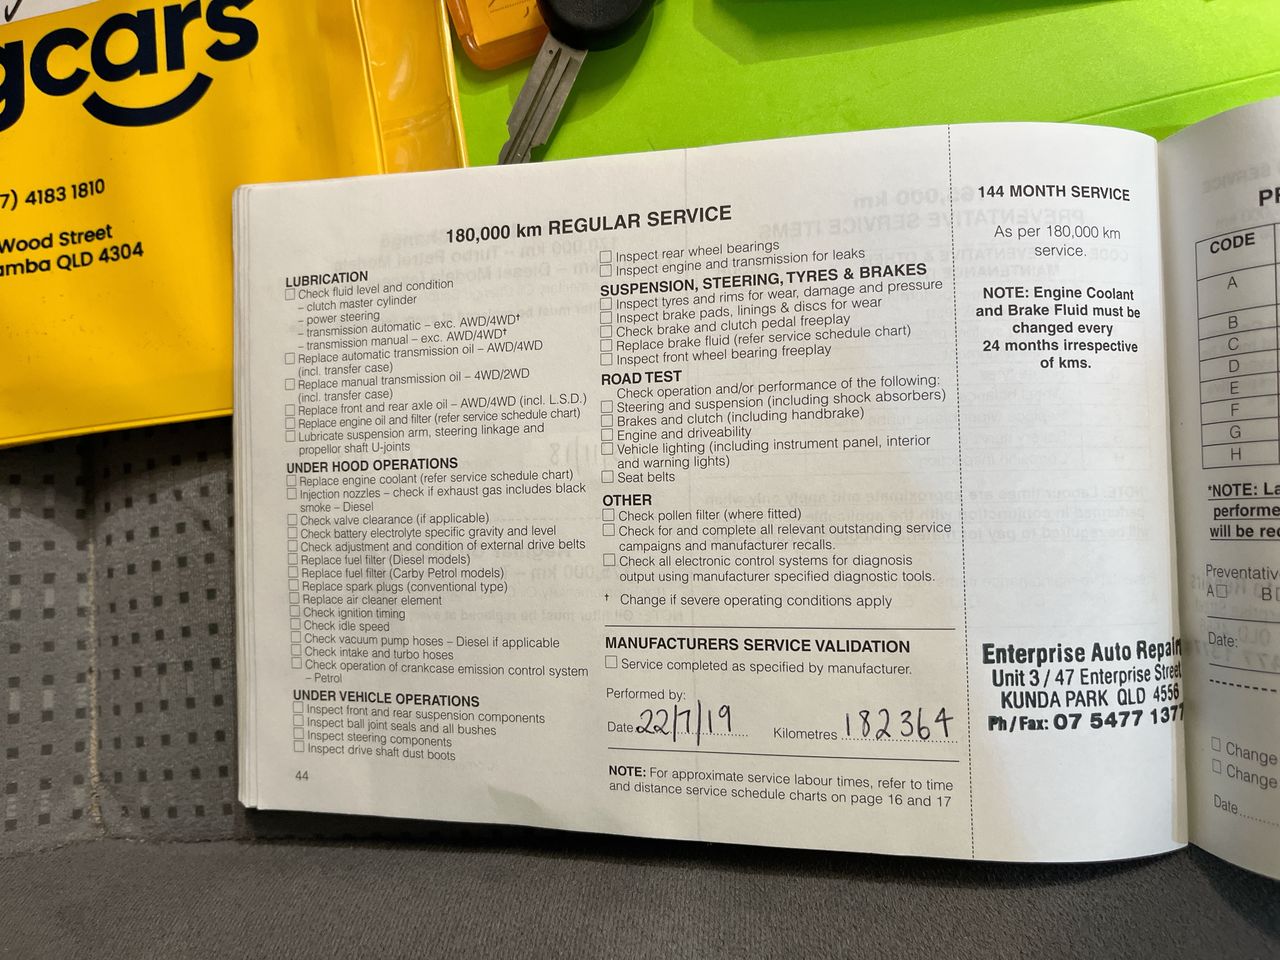 gcars
7) 4183 1810
Wood Street
amba QLD 4304
180,000 km REGULAR SERVICE
LUBRICATION
Check fluid level and condition
– clutch master cylinder
– power steering
– transmission automatic – exc. AWD/4WD†
– transmission manual – exc. AWD/4WD†
Replace automatic transmission oil – AWD/4WD
(incl. transfer case)
Replace manual transmission oil – 4WD/2WD
(incl. transfer case)
Replace front and rear axle oil – AWD/4WD (incl. L.S.D.)
Replace engine oil and filter (refer service schedule chart)
Lubricate suspension arm, steering linkage and
propellor shaft U-joints
UNDER HOOD OPERATIONS
Replace engine coolant (refer service schedule chart)
Injection nozzles – check if exhaust gas includes black
smoke – Diesel
Check valve clearance (if applicable)
Check battery electrolyte specific gravity and level
Check adjustment and condition of external drive belts
Replace fuel filter (Diesel models)
Replace fuel filter (Carby Petrol models)
Replace spark plugs (conventional type)
Replace air cleaner element
Check ignition timing
Check idle speed
Check vacuum pump hoses – Diesel if applicable
Check intake and turbo hoses
Check operation of crankcase emission control system
– Petrol
UNDER VEHICLE OPERATIONS
Inspect front and rear suspension components
Inspect ball joint seals and all bushes
Inspect steering components
Inspect drive shaft dust boots
44
Inspect rear wheel bearings
Inspect engine and transmission for leaks
SUSPENSION, STEERING, TYRES & BRAKES
Inspect tyres and rims for wear, damage and pressure
Inspect brake pads, linings & discs for wear
Check brake and clutch pedal freeplay
Replace brake fluid (refer service schedule chart)
Inspect front wheel bearing freeplay
ROAD TEST
Check operation and/or performance of the following:
Steering and suspension (including shock absorbers)
Brakes and clutch (including handbrake)
Engine and driveability
Vehicle lighting (including instrument panel, interior
and warning lights)
Seat belts
OTHER
Check pollen filter (where fitted)
Check for and complete all relevant outstanding service
campaigns and manufacturer recalls.
Check all electronic control systems for diagnosis
output using manufacturer specified diagnostic tools.
† Change if severe operating conditions apply
MANUFACTURERS SERVICE VALIDATION
Service completed as specified by manufacturer.
Performed by:
Date 22/7/19 Kilometres 182364
NOTE: For approximate service labour times, refer to time
and distance service schedule charts on page 16 and 17
144 MONTH SERVICE
As per 180,000 km
service.
NOTE: Engine Coolant
and Brake Fluid must be
changed every
24 months irrespective
of kms.
Enterprise Auto Repair
Unit 3 / 47 Enterprise Street
KUNDA PARK QLD 4556
Ph/Fax: 07 5477 1377
CODE
A
B
C
D
E
F
G
H
*NOTE: La
performe
will be rec
Preventativ
A B
Date:
Change
Change
Date